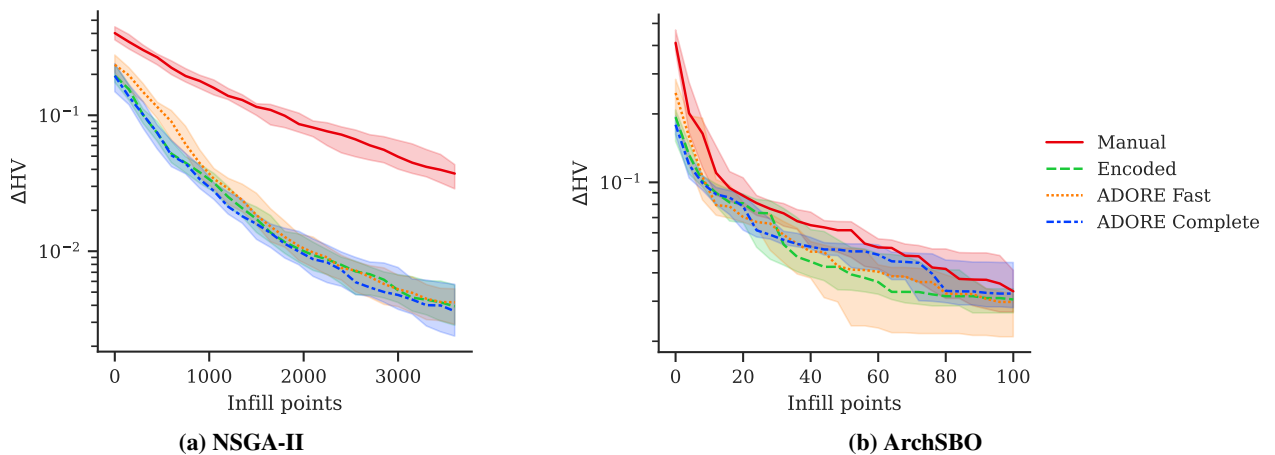 10⁻¹
10⁻²
ΔHV
0 1000 2000 3000
Infill points
(a) NSGA-II
10⁻¹
ΔHV
0 20 40 60 80 100
Infill points
(b) ArchSBO
Manual
Encoded
ADORE Fast
ADORE Complete